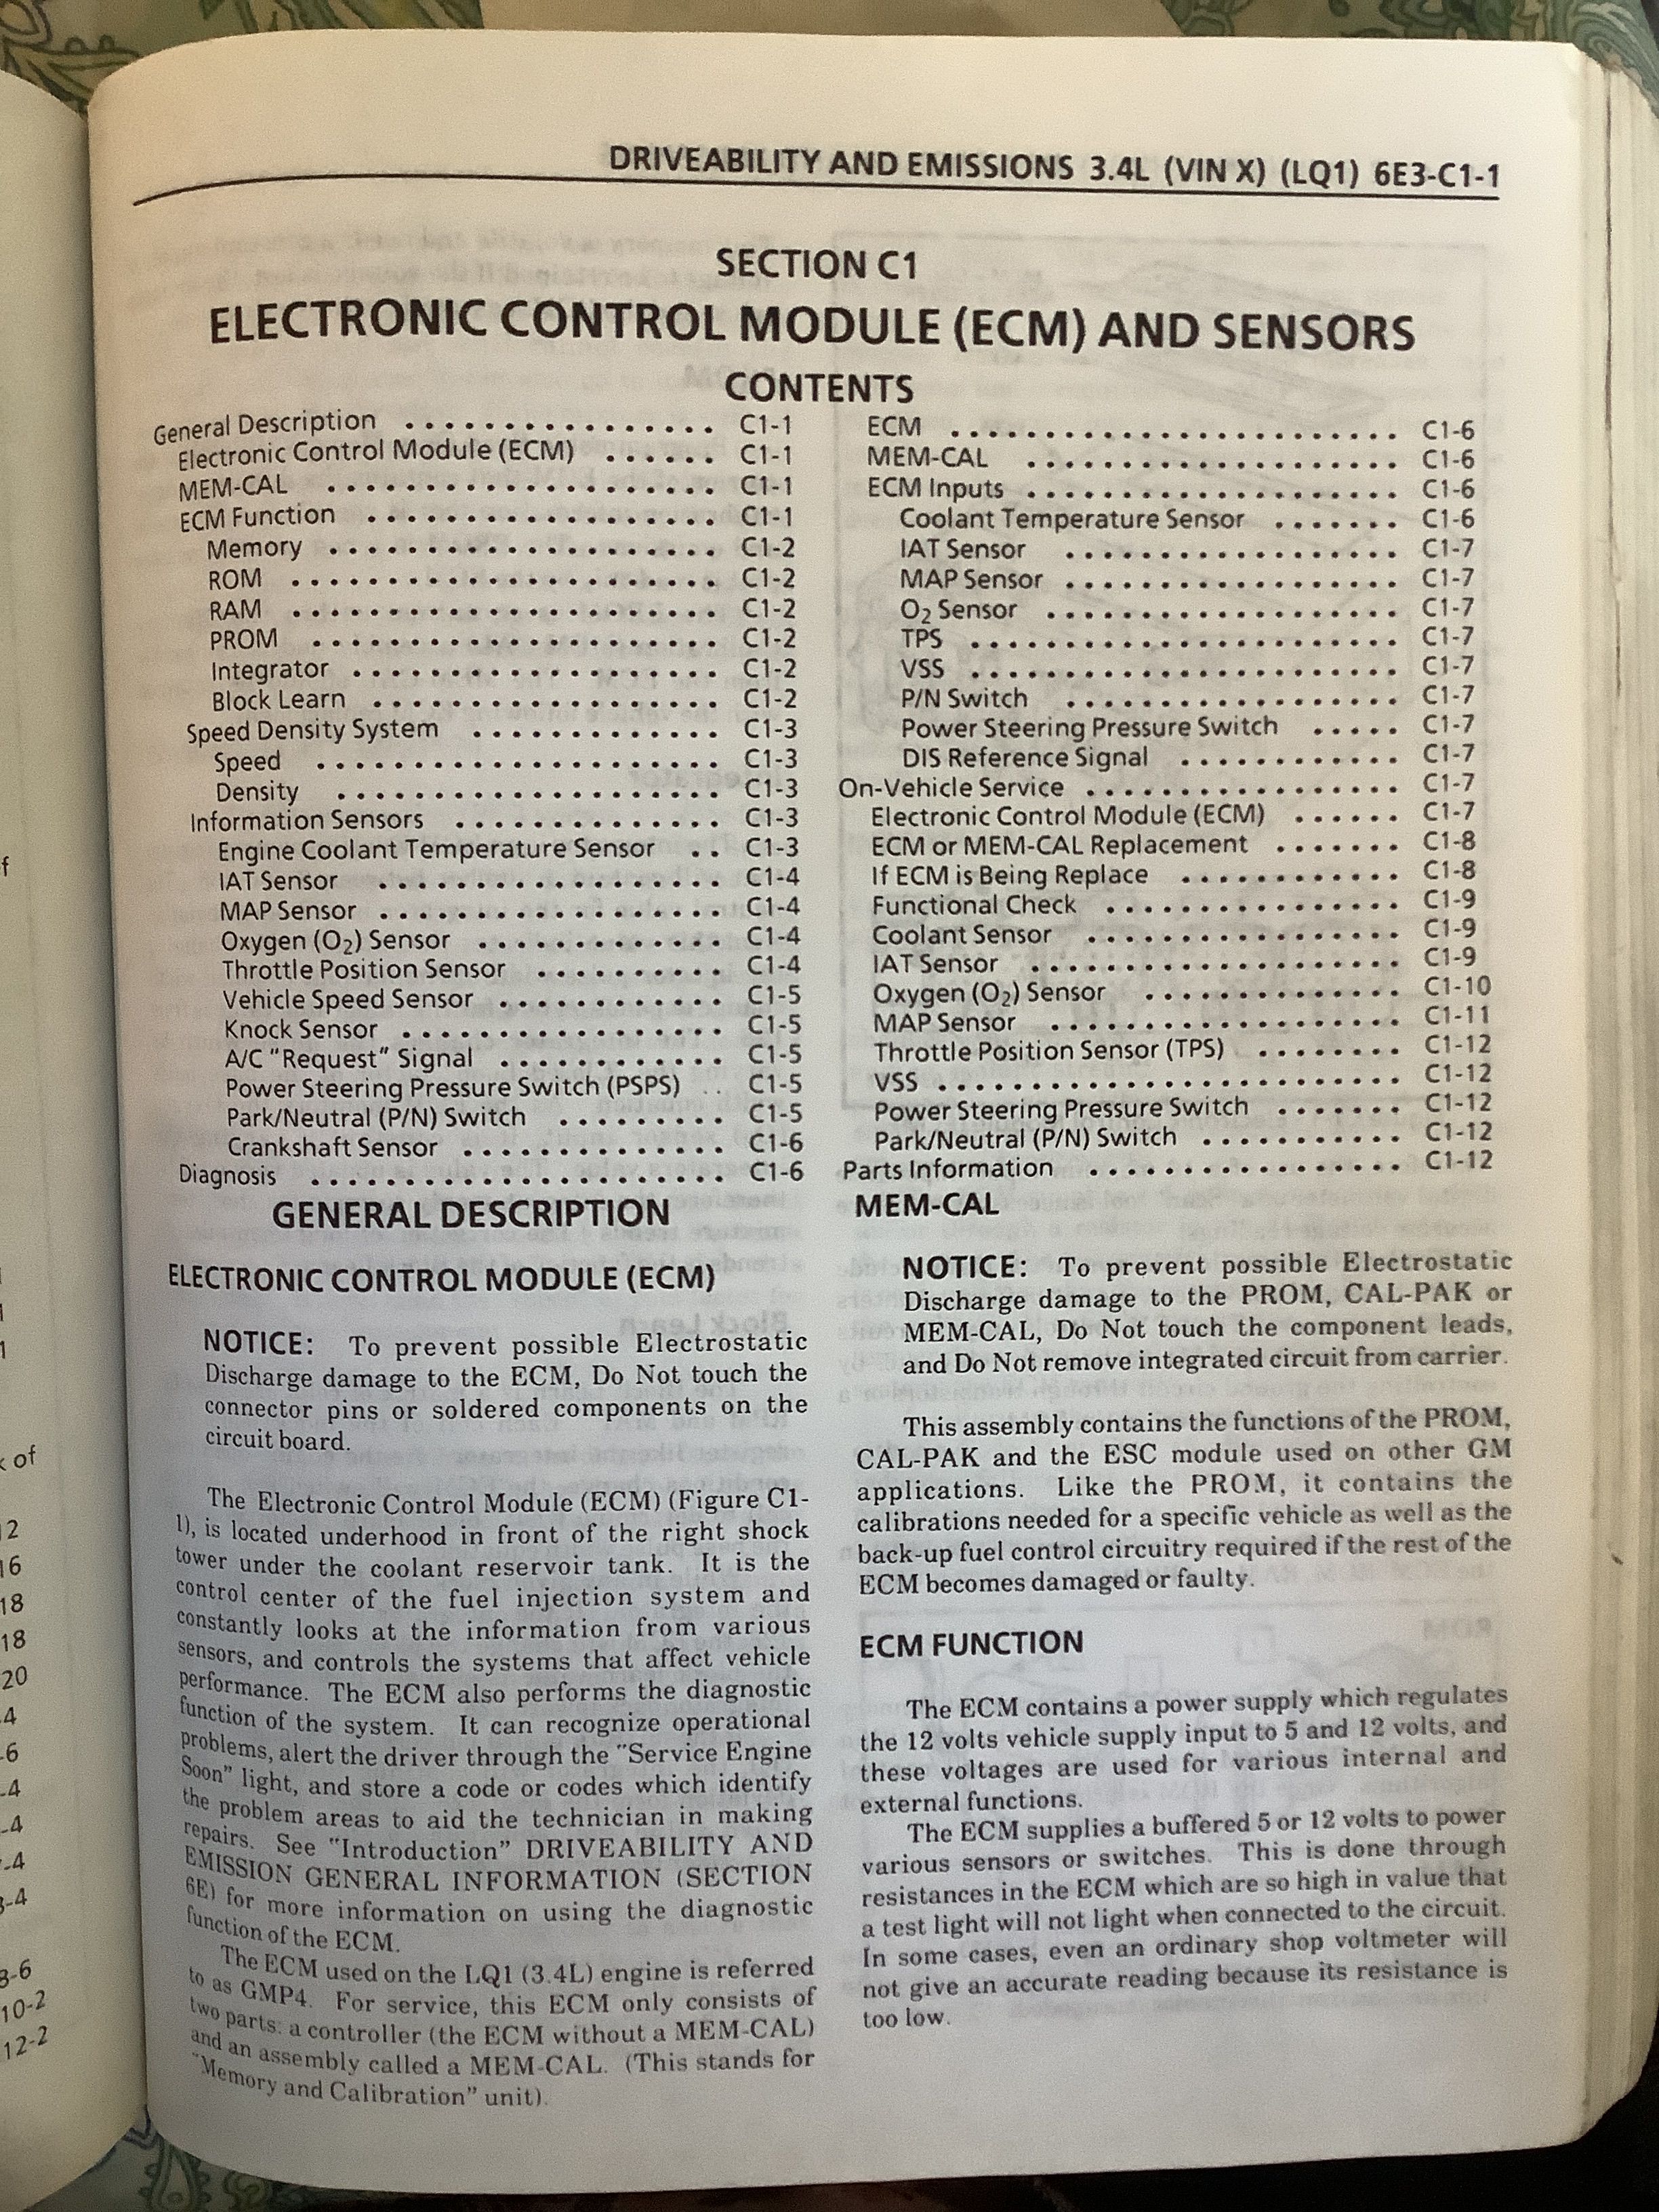 DRIVEABILITY AND EMISSIONS 3.4L (VIN X) (LQ1) 6E3-C1-1
SECTION C1
ELECTRONIC CONTROL MODULE (ECM) AND SENSORS
CONTENTS
General Description ................ C1-1
Electronic Control Module (ECM) ...... C1-1
MEM-CAL .................... C1-1
ECM Function .................. C1-1
Memory .................... C1-2
ROM ...................... C1-2
RAM ...................... C1-2
PROM ..................... C1-2
Integrator ................... C1-2
Block Learn .................. C1-2
Speed Density System ............. C1-3
Speed ..................... C1-3
Density .................... C1-3
Information Sensors .............. C1-3
Engine Coolant Temperature Sensor .. C1-3
IAT Sensor .................. C1-4
MAP Sensor .................. C1-4
Oxygen (O₂) Sensor ............. C1-4
Throttle Position Sensor .......... C1-4
Vehicle Speed Sensor ............ C1-5
Knock Sensor ................. C1-5
A/C "Request" Signal ............ C1-5
Power Steering Pressure Switch (PSPS) .. C1-5
Park/Neutral (P/N) Switch ......... C1-5
Crankshaft Sensor .............. C1-6
Diagnosis ...................... C1-6
ECM ........................ C1-6
MEM-CAL .................... C1-6
ECM Inputs .................... C1-6
Coolant Temperature Sensor ....... C1-6
IAT Sensor .................. C1-7
MAP Sensor .................. C1-7
O₂ Sensor ................... C1-7
TPS ....................... C1-7
VSS ....................... C1-7
P/N Switch .................. C1-7
Power Steering Pressure Switch ..... C1-7
DIS Reference Signal ............ C1-7
On-Vehicle Service ................. C1-7
Electronic Control Module (ECM) ...... C1-7
ECM or MEM-CAL Replacement ....... C1-8
If ECM is Being Replace ............ C1-8
Functional Check ................ C1-9
Coolant Sensor ................. C1-9
IAT Sensor .................... C1-9
Oxygen (O₂) Sensor .............. C1-10
MAP Sensor ................... C1-11
Throttle Position Sensor (TPS) ........ C1-12
VSS ......................... C1-12
Power Steering Pressure Switch ....... C1-12
Park/Neutral (P/N) Switch ........... C1-12
Parts Information ................. C1-12
GENERAL DESCRIPTION
ELECTRONIC CONTROL MODULE (ECM)
NOTICE: To prevent possible Electrostatic
Discharge damage to the ECM, Do Not touch the
connector pins or soldered components on the
circuit board.
The Electronic Control Module (ECM) (Figure C1-
1), is located underhood in front of the right shock
tower under the coolant reservoir tank. It is the
control center of the fuel injection system and
constantly looks at the information from various
sensors, and controls the systems that affect vehicle
performance. The ECM also performs the diagnostic
function of the system. It can recognize operational
problems, alert the driver through the "Service Engine
Soon" light, and store a code or codes which identify
the problem areas to aid the technician in making
repairs. See "Introduction" DRIVEABILITY AND
EMISSION GENERAL INFORMATION (SECTION
6E) for more information on using the diagnostic
function of the ECM.
The ECM used on the LQ1 (3.4L) engine is referred
to as GMP4. For service, this ECM only consists of
two parts: a controller (the ECM without a MEM-CAL)
and an assembly called a MEM-CAL. (This stands for
"Memory and Calibration" unit).
MEM-CAL
NOTICE: To prevent possible Electrostatic
Discharge damage to the PROM, CAL-PAK or
MEM-CAL, Do Not touch the component leads,
and Do Not remove integrated circuit from carrier.
This assembly contains the functions of the PROM,
CAL-PAK and the ESC module used on other GM
applications. Like the PROM, it contains the
calibrations needed for a specific vehicle as well as the
back-up fuel control circuitry required if the rest of the
ECM becomes damaged or faulty.
ECM FUNCTION
The ECM contains a power supply which regulates
the 12 volts vehicle supply input to 5 and 12 volts, and
these voltages are used for various internal and
external functions.
The ECM supplies a buffered 5 or 12 volts to power
various sensors or switches. This is done through
resistances in the ECM which are so high in value that
a test light will not light when connected to the circuit.
In some cases, even an ordinary shop voltmeter will
not give an accurate reading because its resistance is
too low.